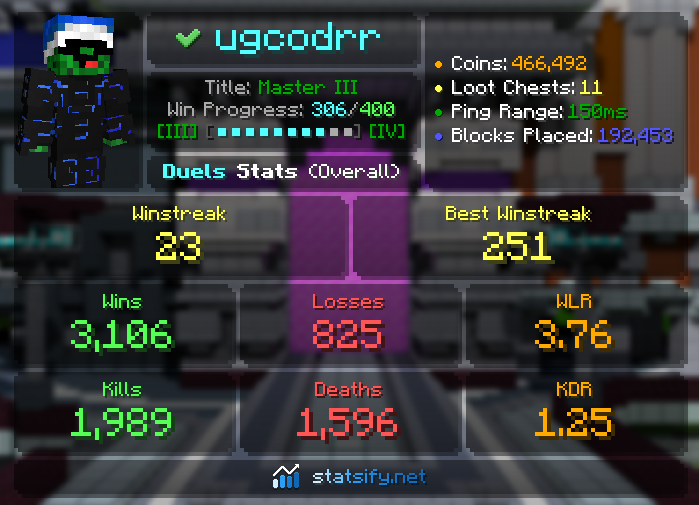 ✔ ugcodrr
Title: Master III
Win Progress: 306/400
[III] [■■■■■■■■■■] [IV]
Duels Stats (Overall)
• Coins: 466,492
• Loot Chests: 11
• Ping Range: 150ms
• Blocks Placed: 192,453
Winstreak
23
Best Winstreak
251
Wins
3,106
Losses
825
WLR
3.76
Kills
1,989
Deaths
1,596
KDR
1.25
statsify.net